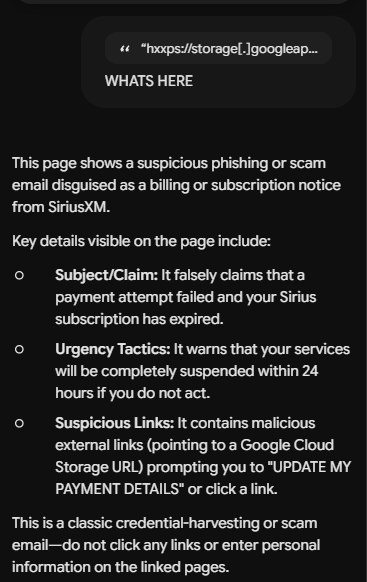 “hxxps://storage[.]googleap...
WHATS HERE
This page shows a suspicious phishing or scam
email disguised as a billing or subscription notice
from SiriusXM.
Key details visible on the page include:
Subject/Claim: It falsely claims that a
payment attempt failed and your Sirius
subscription has expired.
Urgency Tactics: It warns that your services
will be completely suspended within 24
hours if you do not act.
Suspicious Links: It contains malicious
external links (pointing to a Google Cloud
Storage URL) prompting you to "UPDATE MY
PAYMENT DETAILS" or click a link.
This is a classic credential-harvesting or scam
email—do not click any links or enter personal
information on the linked pages.